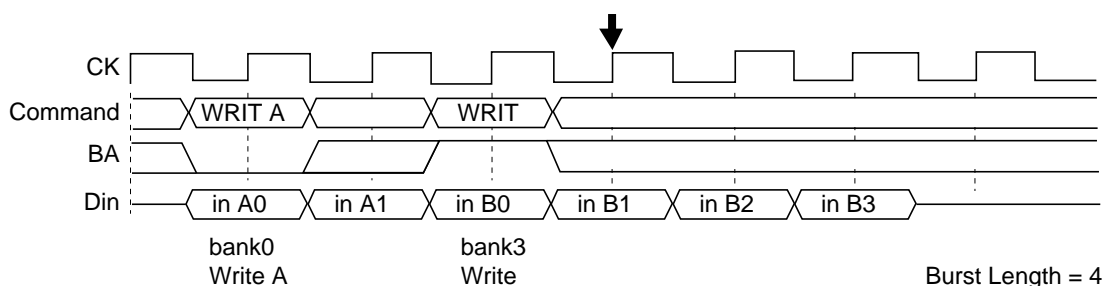 CK
Command WRIT A WRIT
BA
Din in A0 in A1 in B0 in B1 in B2 in B3
bank0 bank3
Write A Write Burst Length = 4